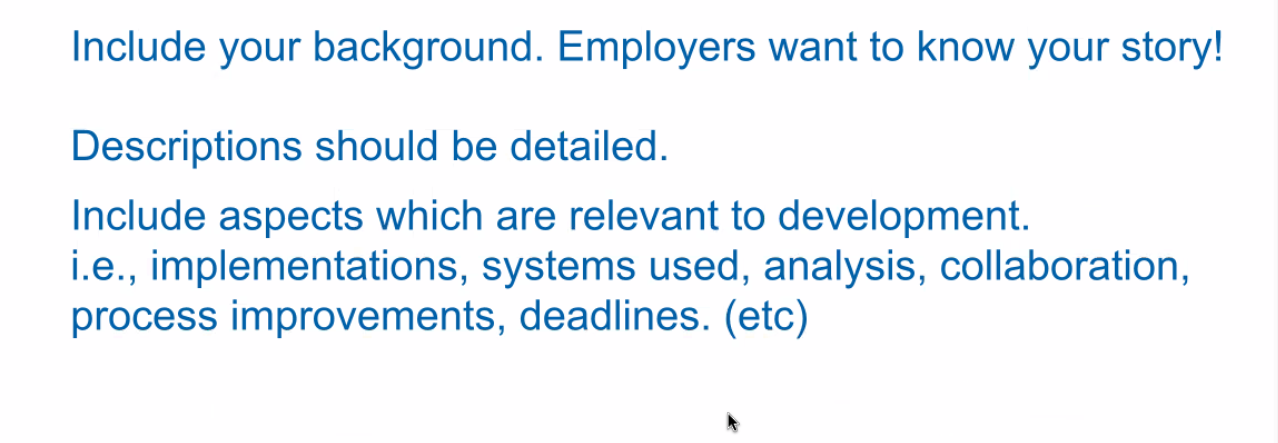 Include your background. Employers want to know your story!
Descriptions should be detailed.
Include aspects which are relevant to development.
i.e., implementations, systems used, analysis, collaboration,
process improvements, deadlines. (etc)